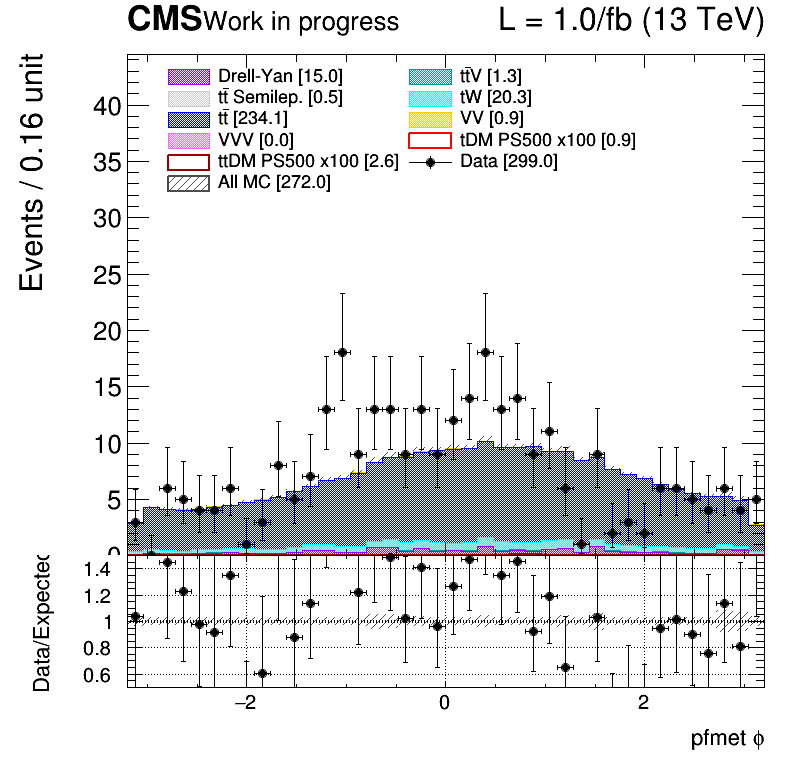 CMS Work in progress L = 1.0/fb (13 TeV)
Events / 0.16 unit
Drell-Yan [15.0] tt̄V [1.3]
tt̄ Semilep. [0.5] tW [20.3]
tt̄ [234.1] VV [0.9]
VVV [0.0] tDM PS500 x100 [0.9]
ttDM PS500 x100 [2.6] Data [299.0]
All MC [272.0]
40
35
30
25
20
15
10
5
0
Data/Expected
1.4
1.2
1
0.8
0.6
−2 0 2
pfmet ϕ